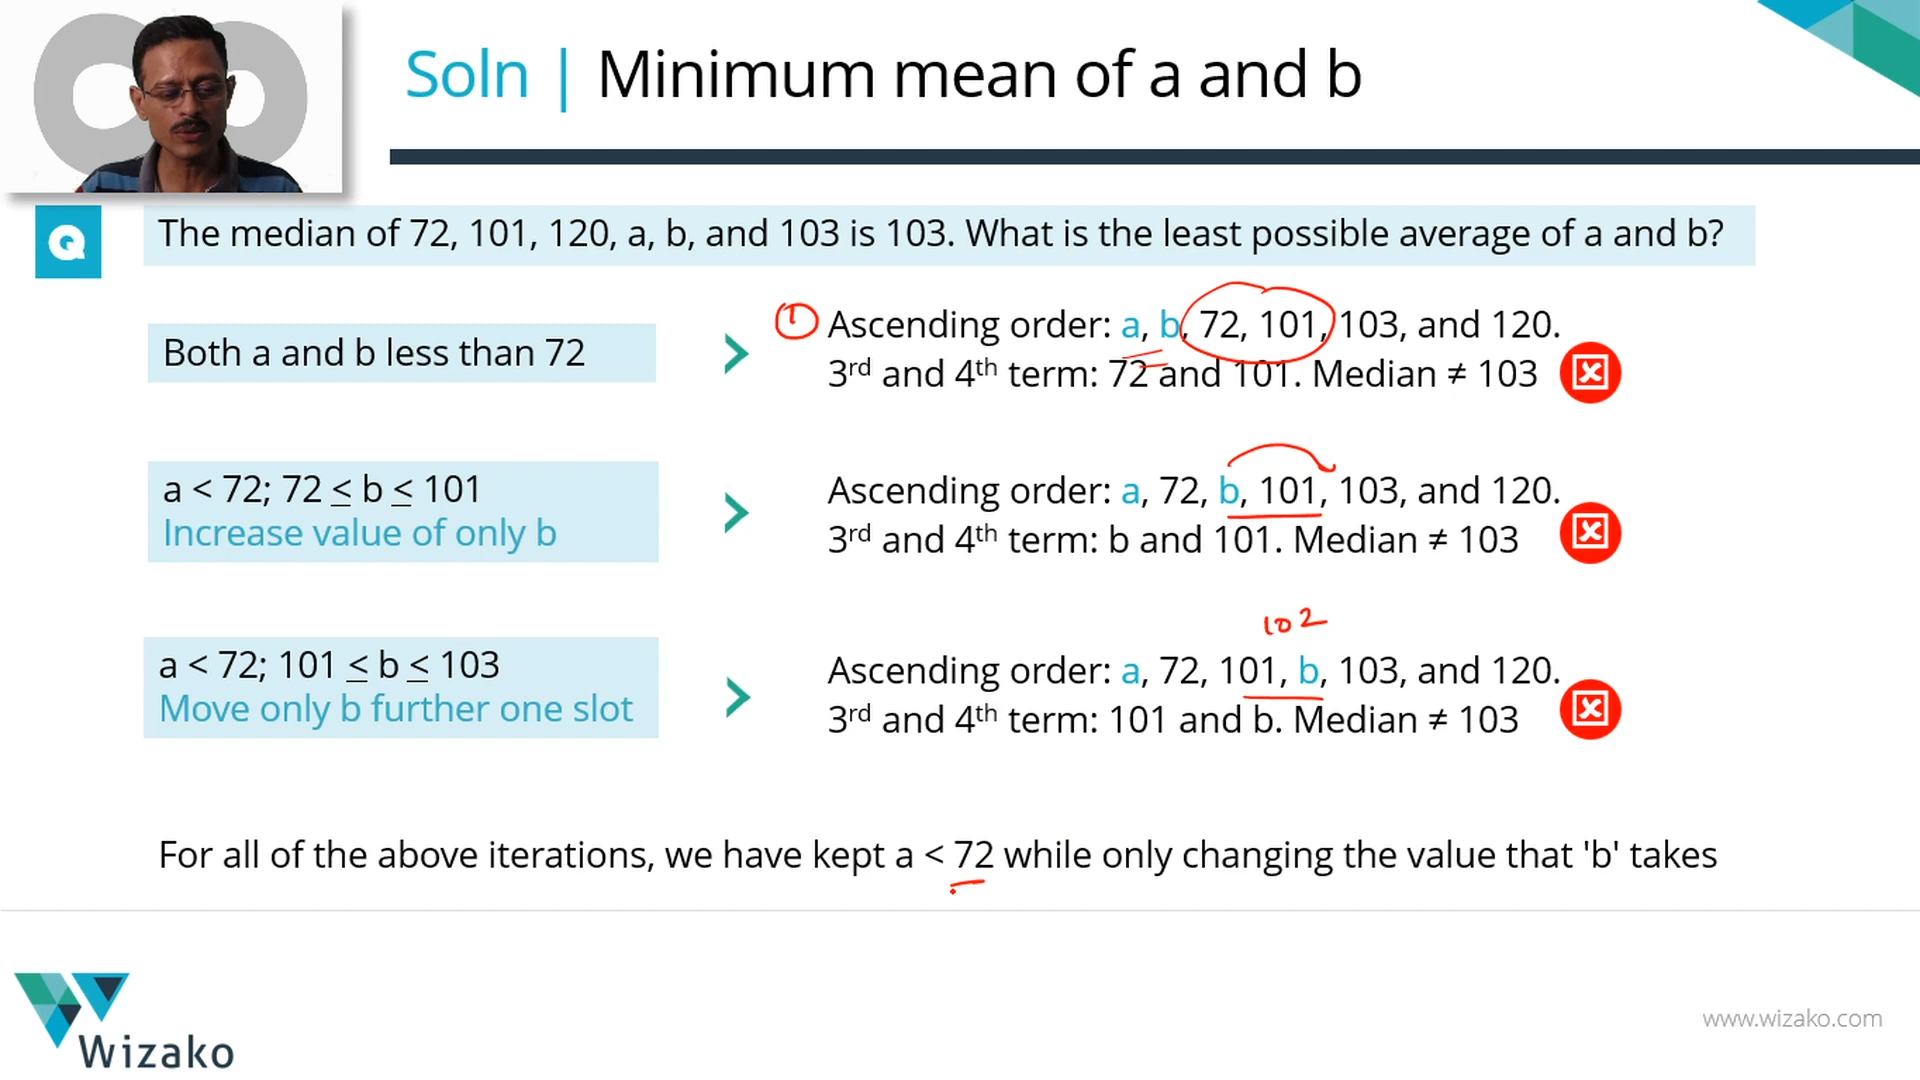 Soln | Minimum mean of a and b
Q
The median of 72, 101, 120, a, b, and 103 is 103. What is the least possible average of a and b?
Both a and b less than 72
1
Ascending order: a, b, 72, 101, 103, and 120.
3rd and 4th term: 72 and 101. Median ≠ 103
a < 72; 72 ≤ b ≤ 101
Increase value of only b
Ascending order: a, 72, b, 101, 103, and 120.
3rd and 4th term: b and 101. Median ≠ 103
102
a < 72; 101 ≤ b ≤ 103
Move only b further one slot
Ascending order: a, 72, 101, b, 103, and 120.
3rd and 4th term: 101 and b. Median ≠ 103
For all of the above iterations, we have kept a < 72 while only changing the value that 'b' takes
Wizako
www.wizako.com